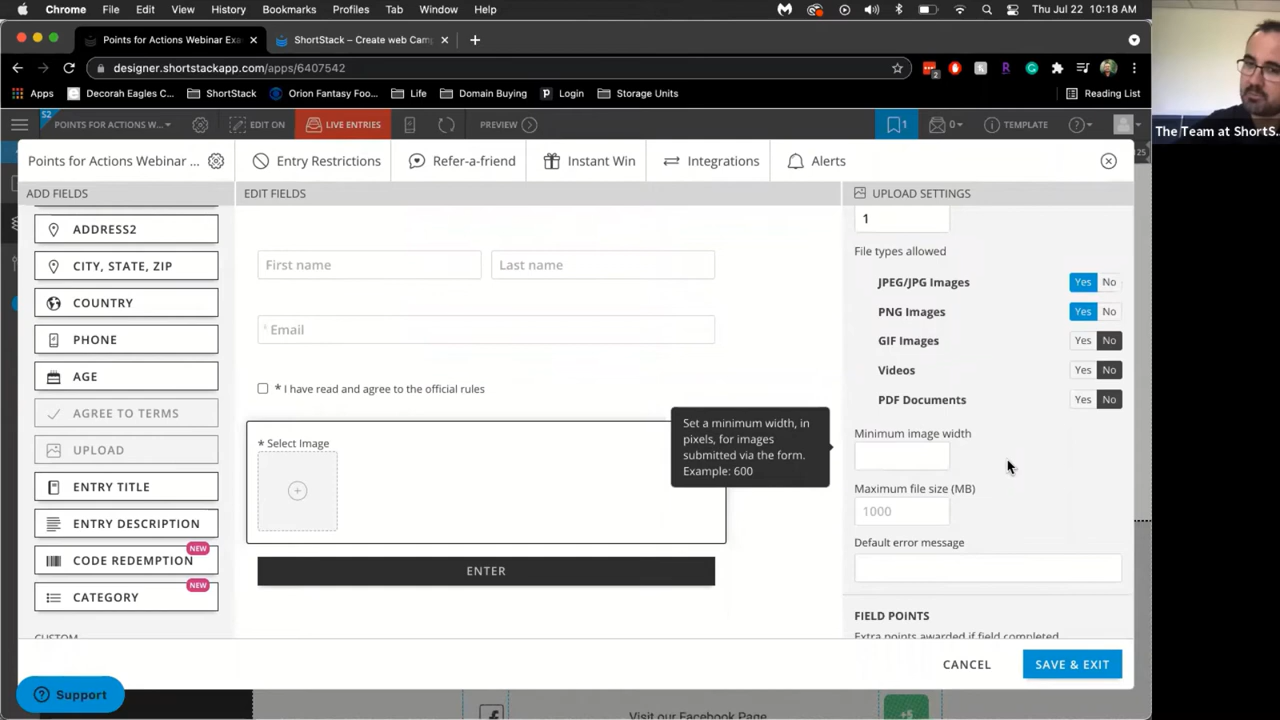 Chrome File Edit View History Bookmarks Profiles Tab Window Help Thu Jul 22 10:18 AM
Points for Actions Webinar Exa ShortStack – Create web Cam
designer.shortstackapp.com/apps/6407542
Apps Decorah Eagles C... ShortStack Orion Fantasy Foo... Life Domain Buying Login Storage Units Reading List
POINTS FOR ACTIONS W... EDIT ON LIVE ENTRIES PREVIEW 1 0 TEMPLATE
The Team at ShortS...
Points for Actions Webinar ... Entry Restrictions Refer-a-friend Instant Win Integrations Alerts
ADD FIELDS EDIT FIELDS UPLOAD SETTINGS
ADDRESS2
CITY, STATE, ZIP
COUNTRY
PHONE
AGE
AGREE TO TERMS
UPLOAD
ENTRY TITLE
ENTRY DESCRIPTION
NEW
CODE REDEMPTION
NEW
CATEGORY
CUSTOM
First name Last name
* Email
* I have read and agree to the official rules
* Select Image
ENTER
Set a minimum width, in
pixels, for images
submitted via the form.
Example: 600
1
File types allowed
JPEG/JPG Images Yes No
PNG Images Yes No
GIF Images Yes No
Videos Yes No
PDF Documents Yes No
Minimum image width
Maximum file size (MB)
1000
Default error message
FIELD POINTS
Extra points awarded if field completed
CANCEL SAVE & EXIT
Support
Visit our Facebook Page +5